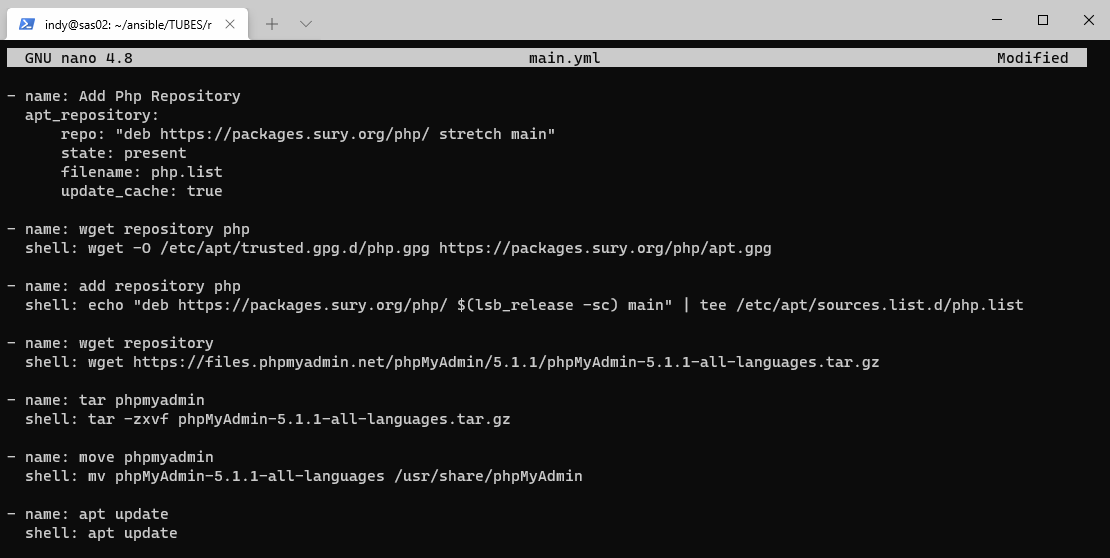 indy@sas02: ~/ansible/TUBES/r
GNU nano 4.8 main.yml Modified
- name: Add Php Repository
  apt_repository:
      repo: "deb https://packages.sury.org/php/ stretch main"
      state: present
      filename: php.list
      update_cache: true
- name: wget repository php
  shell: wget -O /etc/apt/trusted.gpg.d/php.gpg https://packages.sury.org/php/apt.gpg
- name: add repository php
  shell: echo "deb https://packages.sury.org/php/ $(lsb_release -sc) main" | tee /etc/apt/sources.list.d/php.list
- name: wget repository
  shell: wget https://files.phpmyadmin.net/phpMyAdmin/5.1.1/phpMyAdmin-5.1.1-all-languages.tar.gz
- name: tar phpmyadmin
  shell: tar -zxvf phpMyAdmin-5.1.1-all-languages.tar.gz
- name: move phpmyadmin
  shell: mv phpMyAdmin-5.1.1-all-languages /usr/share/phpMyAdmin
- name: apt update
  shell: apt update